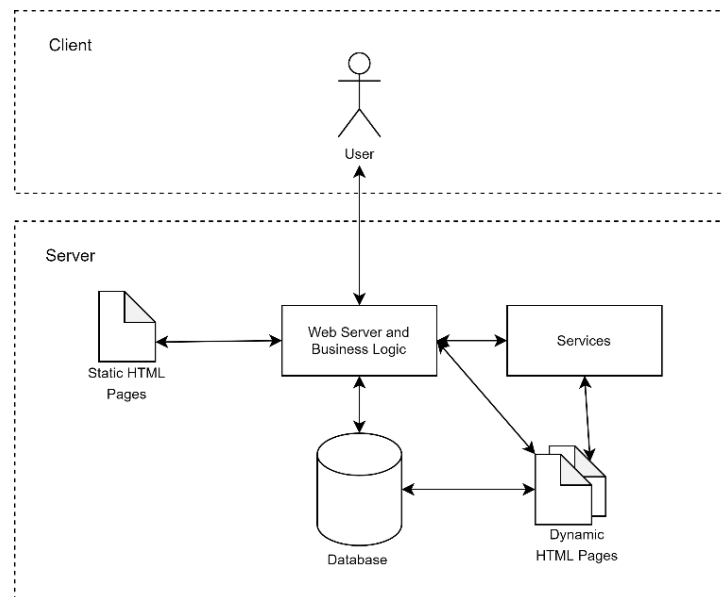 Client
User
Server
Web Server and
Business Logic
Services
Static HTML
Pages
Database
Dynamic
HTML Pages